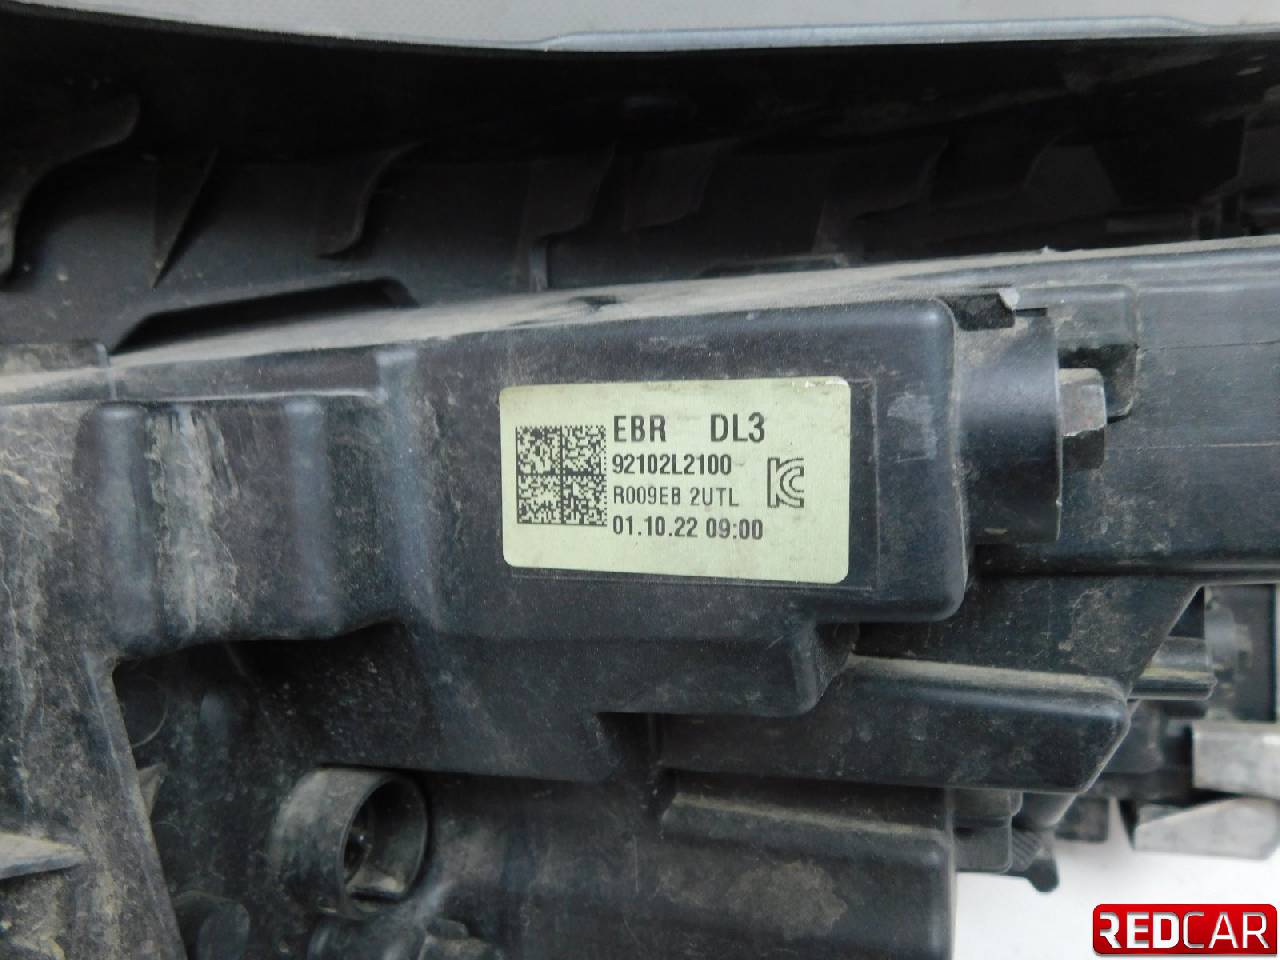 EBR DL3
92102L2100
R009EB 2UTL
01.10.22 09:00
REDCAR